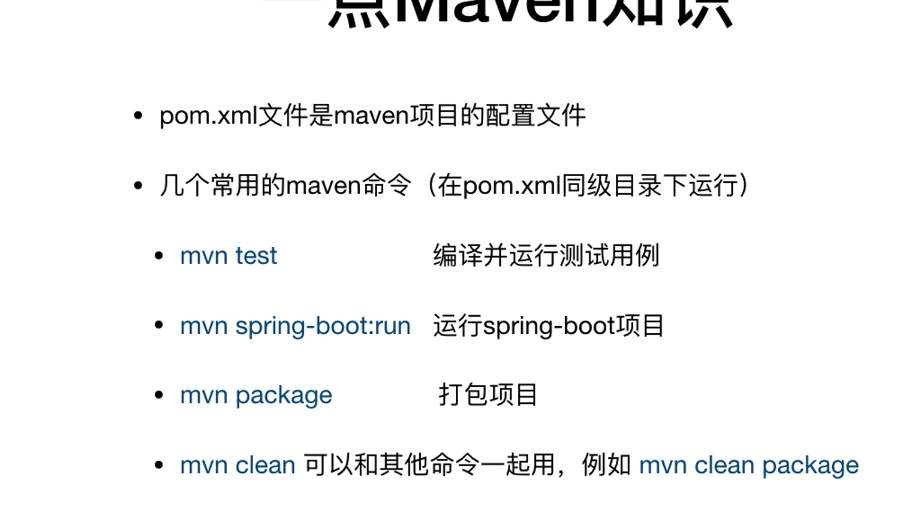 一点Maven知识
pom.xml文件是maven项目的配置文件
几个常用的maven命令（在pom.xml同级目录下运行）
mvn test 编译并运行测试用例
mvn spring-boot:run 运行spring-boot项目
mvn package 打包项目
mvn clean 可以和其他命令一起用，例如 mvn clean package